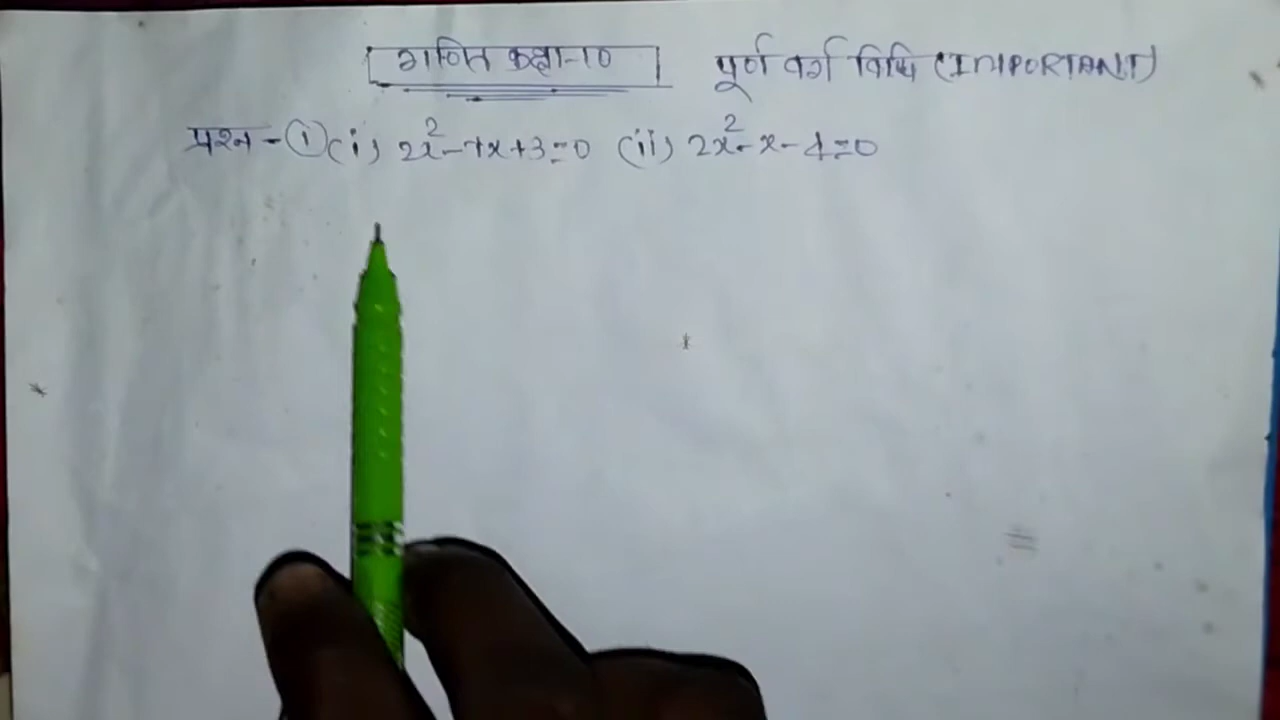 गणित कक्षा-10 पूर्ण वर्ग विधि (IMPORTANT)
प्रश्न-① (i) 2x²-7x+3=0 (ii) 2x²-x-4=0